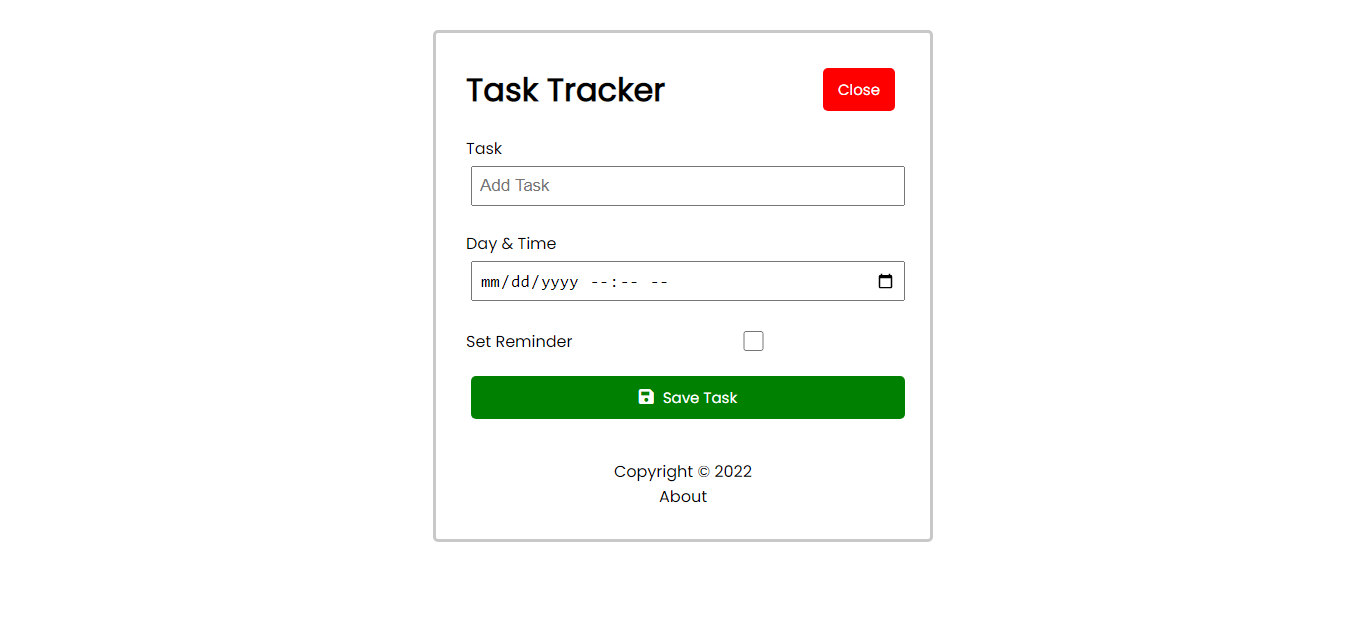 Task Tracker
Close
Task
Add Task
Day & Time
mm/dd/yyyy --:-- --
Set Reminder
Save Task
Copyright © 2022
About